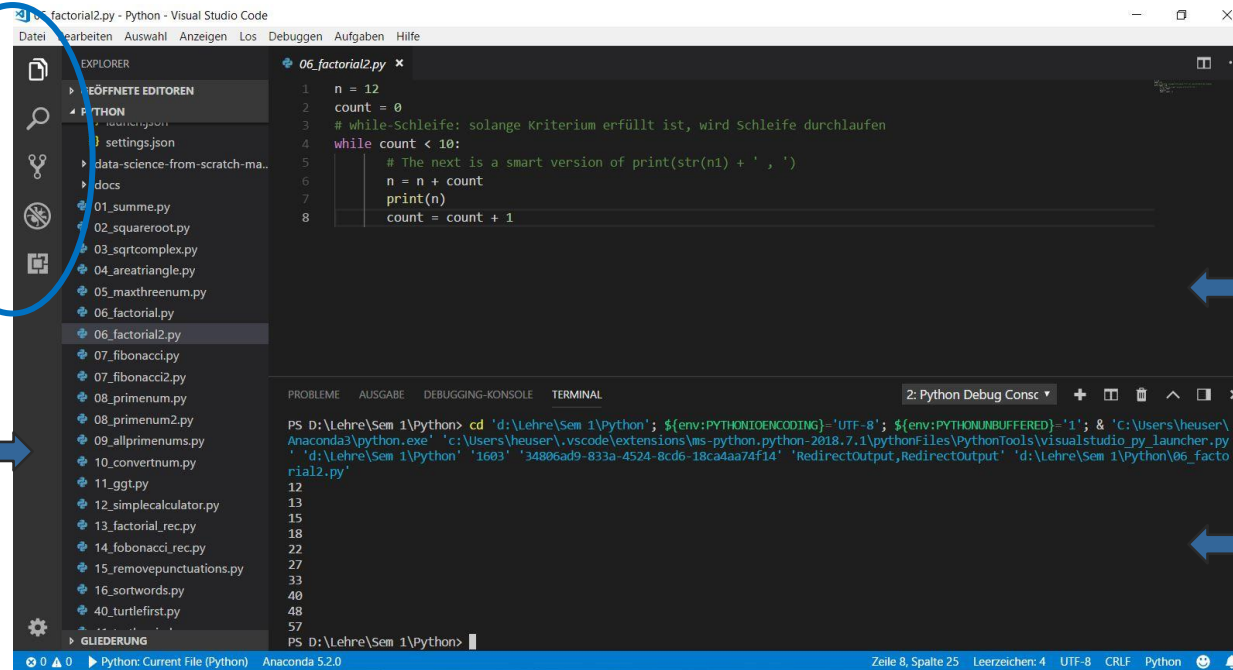 06_factorial2.py - Python - Visual Studio Code
Datei Bearbeiten Auswahl Anzeigen Los Debuggen Aufgaben Hilfe
EXPLORER
GEÖFFNETE EDITOREN
PYTHON
launch.json
settings.json
data-science-from-scratch-ma..
docs
01_summe.py
02_squareroot.py
03_sqrtcomplex.py
04_areatriangle.py
05_maxthreenum.py
06_factorial.py
06_factorial2.py
07_fibonacci.py
07_fibonacci2.py
08_primenum.py
08_primenum2.py
09_allprimenums.py
10_convertnum.py
11_ggt.py
12_simplecalculator.py
13_factorial_rec.py
14_fobonacci_rec.py
15_removepunctuations.py
16_sortwords.py
40_turtlefirst.py
GLIEDERUNG
06_factorial2.py
1 n = 12
2 count = 0
3 # while-Schleife: solange Kriterium erfüllt ist, wird Schleife durchlaufen
4 while count < 10:
5 # The next is a smart version of print(str(n1) + ' , ')
6 n = n + count
7 print(n)
8 count = count + 1
PROBLEME AUSGABE DEBUGGING-KONSOLE TERMINAL
2: Python Debug Consc
PS D:\Lehre\Sem 1\Python> cd 'd:\Lehre\Sem 1\Python'; ${env:PYTHONIOENCODING}='UTF-8'; ${env:PYTHONUNBUFFERED}='1'; & 'C:\Users\heuser\
Anaconda3\python.exe' 'c:\Users\heuser\.vscode\extensions\ms-python.python-2018.7.1\pythonFiles\PythonTools\visualstudio_py_launcher.py
' 'd:\Lehre\Sem 1\Python' '1603' '34806ad9-833a-4524-8cd6-18ca4aa74f14' 'RedirectOutput,RedirectOutput' 'd:\Lehre\Sem 1\Python\06_facto
rial2.py'
12
13
15
18
22
27
33
40
48
57
PS D:\Lehre\Sem 1\Python>
0 0 Python: Current File (Python) Anaconda 5.2.0
Zeile 8, Spalte 25 Leerzeichen: 4 UTF-8 CRLF Python